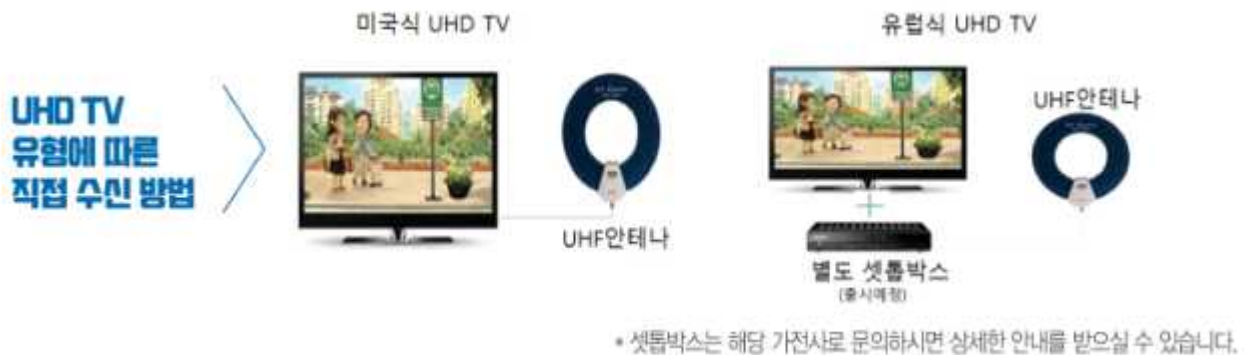 미국식 UHD TV
유럽식 UHD TV
UHD TV
유형에 따른
직접 수신 방법
UHF안테나
UHF안테나
별도 셋톱박스
(출시예정)
* 셋톱박스는 해당 가전사로 문의하시면 상세한 안내를 받으실 수 있습니다.